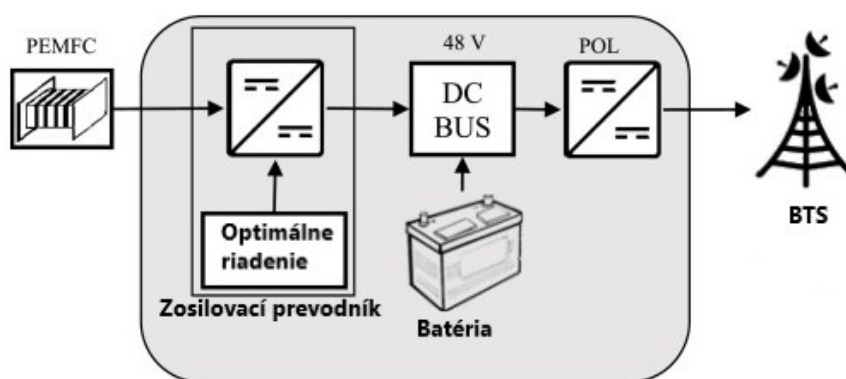 PEMFC
48 V
POL
DC
BUS
BTS
Optimálne
riadenie
Zosilovací prevodník
Batéria